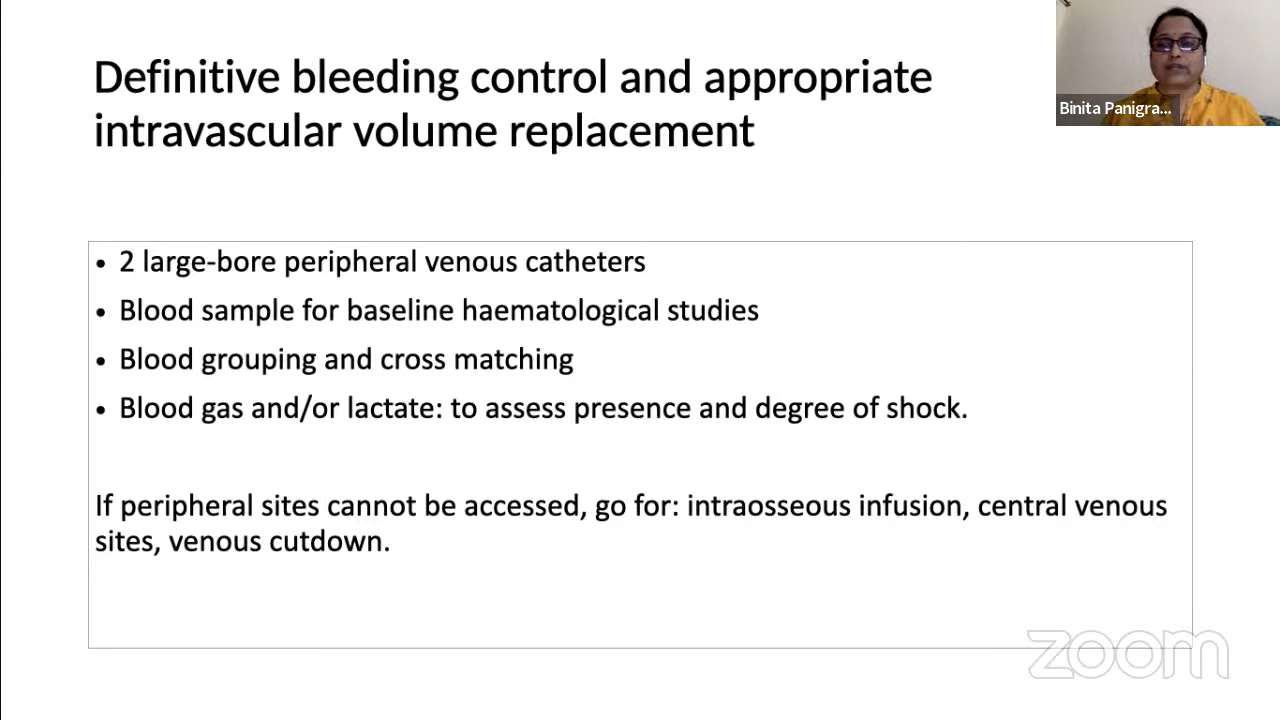 Definitive bleeding control and appropriate
intravascular volume replacement
Binita Panigra...
• 2 large-bore peripheral venous catheters
• Blood sample for baseline haematological studies
• Blood grouping and cross matching
• Blood gas and/or lactate: to assess presence and degree of shock.
If peripheral sites cannot be accessed, go for: intraosseous infusion, central venous
sites, venous cutdown.
zoom